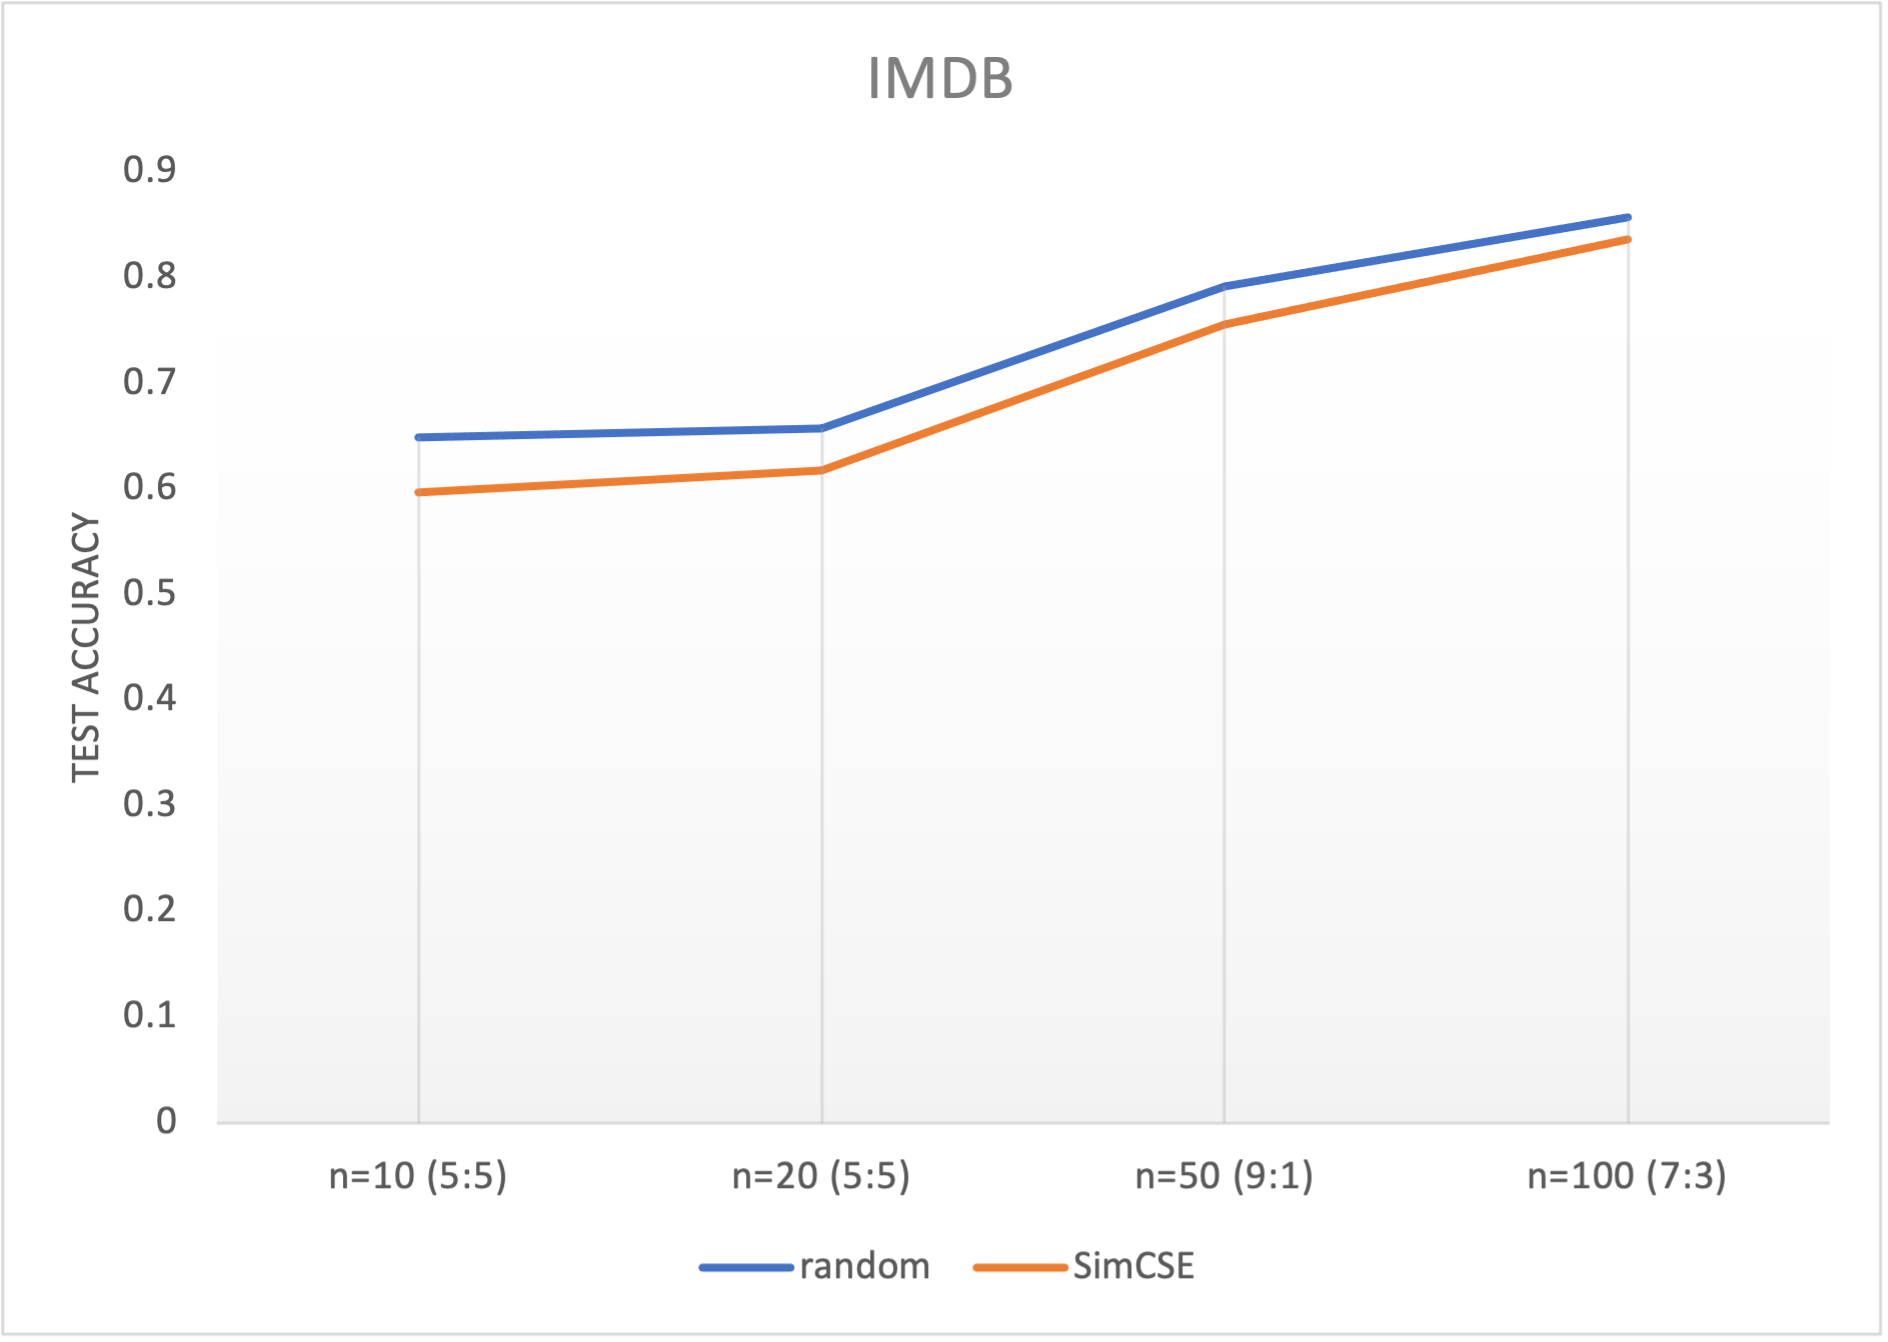 IMDB
0.9
0.8
0.7
0.6
0.5
0.4
0.3
0.2
0.1
0
TEST ACCURACY
n=10 (5:5)
n=20 (5:5)
n=50 (9:1)
n=100 (7:3)
random
SimCSE